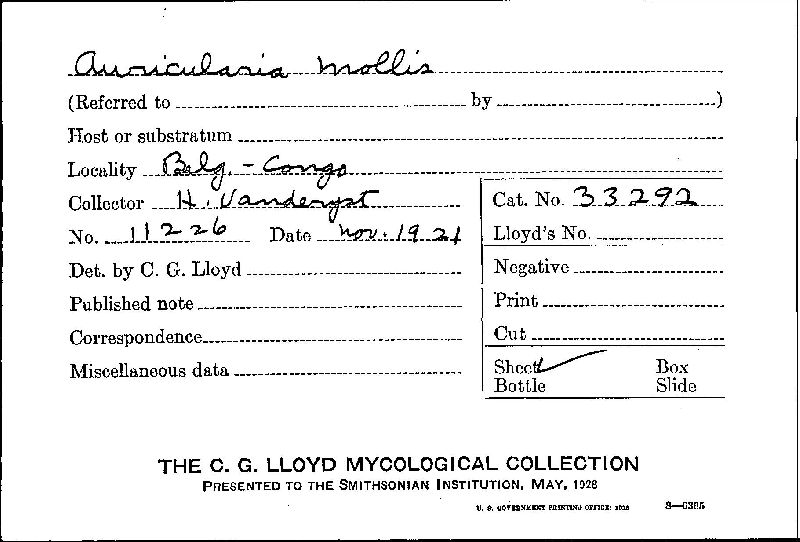 Auricularia mollis
(Referred to by )
Host or substratum
Locality Belg. - Congo
Collector H. Vanderyst
No. 11226 Date Nov. 1921
Det. by C. G. Lloyd
Published note
Correspondence
Miscellaneous data
Cat. No. 33292
Lloyd's No.
Negative
Print
Cut
Sheet Box
Bottle Slide
THE C. G. LLOYD MYCOLOGICAL COLLECTION
PRESENTED TO THE SMITHSONIAN INSTITUTION, MAY, 1928
U. S. GOVERNMENT PRINTING OFFICE: 1928 8—6385